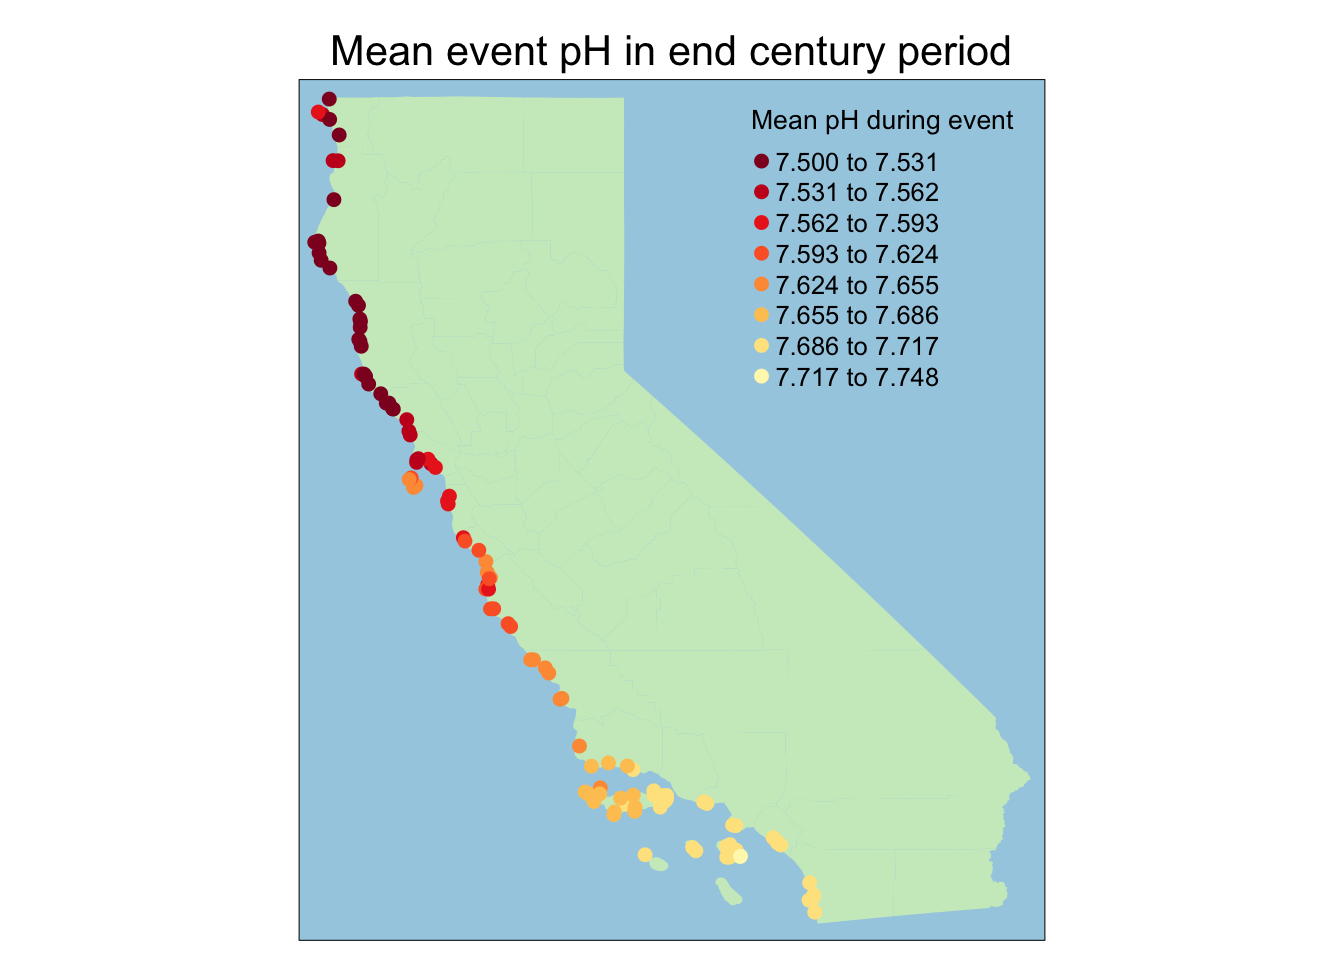 Mean event pH in end century period
Mean pH during event
7.500 to 7.531
7.531 to 7.562
7.562 to 7.593
7.593 to 7.624
7.624 to 7.655
7.655 to 7.686
7.686 to 7.717
7.717 to 7.748